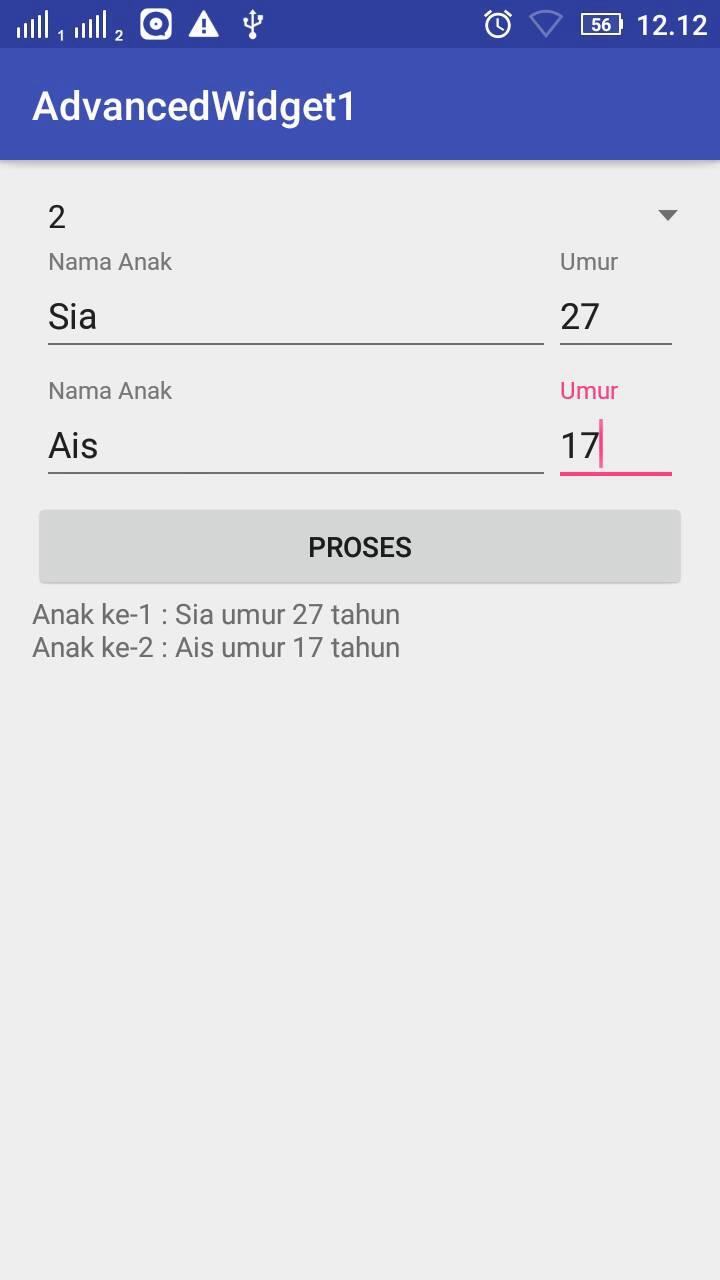 1 2 56 12.12
AdvancedWidget1
2
Nama Anak Umur
Sia 27
Nama Anak Umur
Ais 17
PROSES
Anak ke-1 : Sia umur 27 tahun
Anak ke-2 : Ais umur 17 tahun